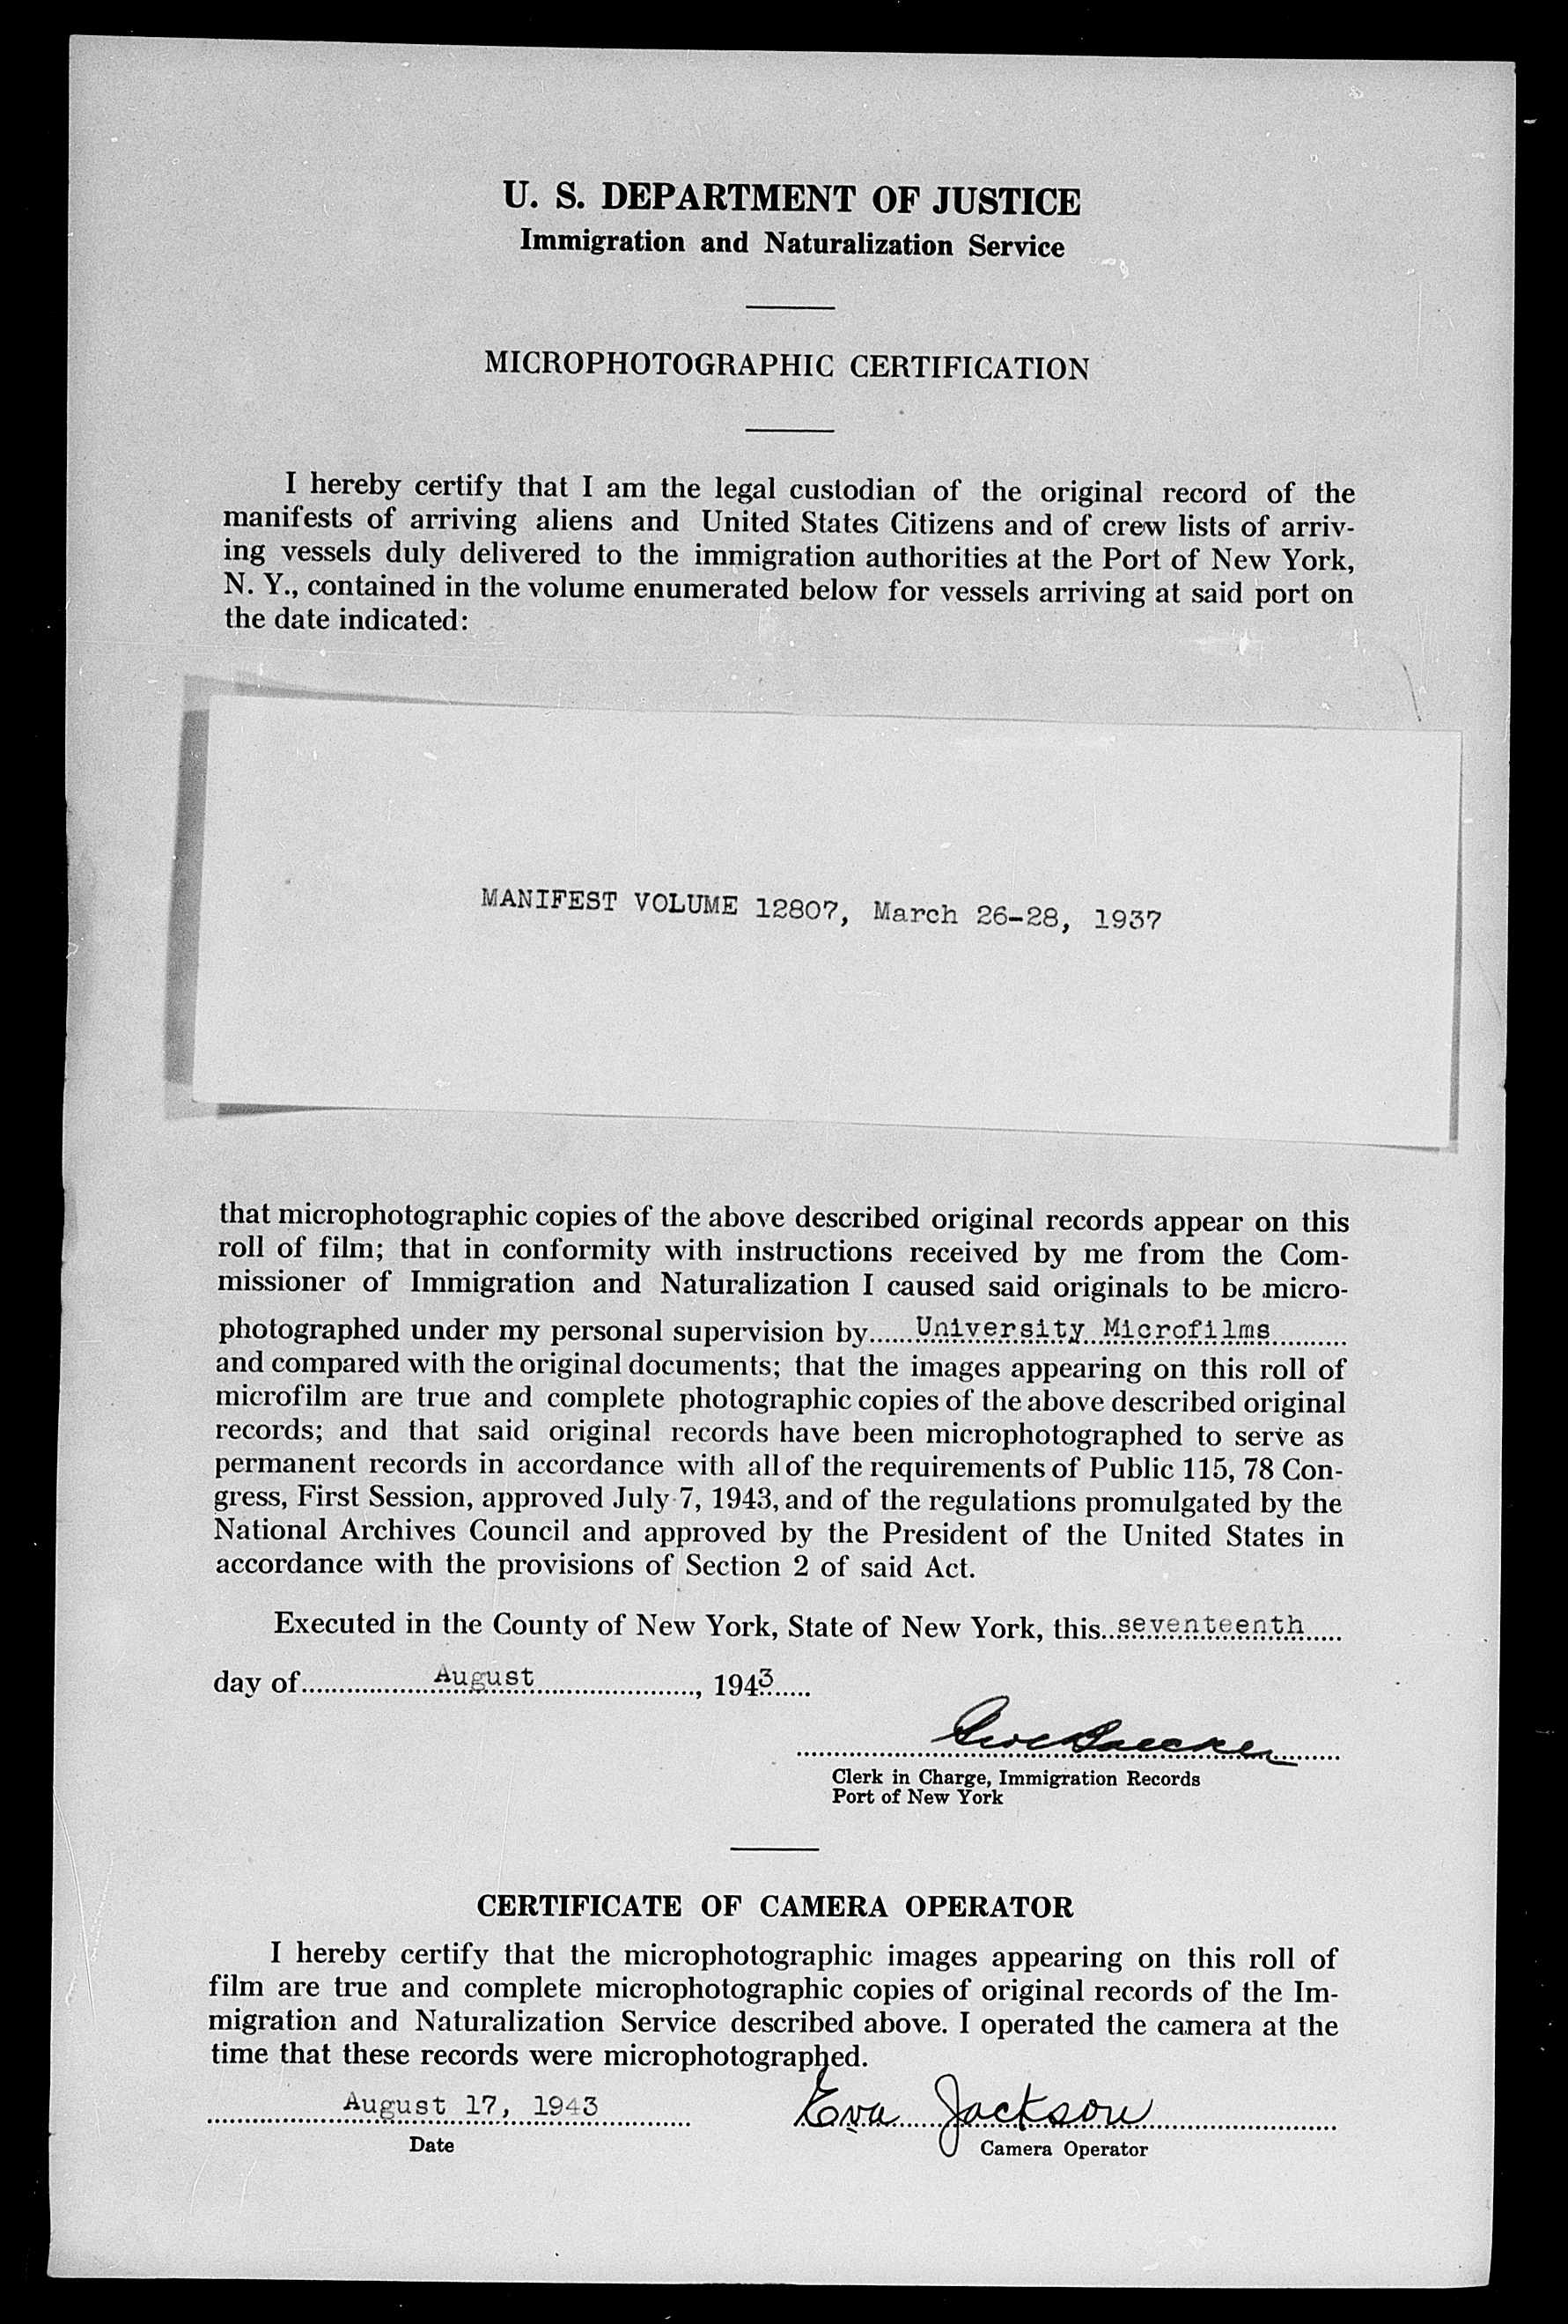 U. S. DEPARTMENT OF JUSTICE
Immigration and Naturalization Service
MICROPHOTOGRAPHIC CERTIFICATION
I hereby certify that I am the legal custodian of the original record of the
manifests of arriving aliens and United States Citizens and of crew lists of arriv-
ing vessels duly delivered to the immigration authorities at the Port of New York,
N. Y., contained in the volume enumerated below for vessels arriving at said port on
the date indicated:
MANIFEST VOLUME 12807, March 26-28, 1937
that microphotographic copies of the above described original records appear on this
roll of film; that in conformity with instructions received by me from the Com-
missioner of Immigration and Naturalization I caused said originals to be micro-
photographed under my personal supervision by......University Microfilms..........
and compared with the original documents; that the images appearing on this roll of
microfilm are true and complete photographic copies of the above described original
records; and that said original records have been microphotographed to serve as
permanent records in accordance with all of the requirements of Public 115, 78 Con-
gress, First Session, approved July 7, 1943, and of the regulations promulgated by the
National Archives Council and approved by the President of the United States in
accordance with the provisions of Section 2 of said Act.
Executed in the County of New York, State of New York, this..seventeenth.....
day of..................August......................, 1943......
Clerk in Charge, Immigration Records
Port of New York
CERTIFICATE OF CAMERA OPERATOR
I hereby certify that the microphotographic images appearing on this roll of
film are true and complete microphotographic copies of original records of the Im-
migration and Naturalization Service described above. I operated the camera at the
time that these records were microphotographed.
August 17, 1943 Eva Jackson
Date Camera Operator